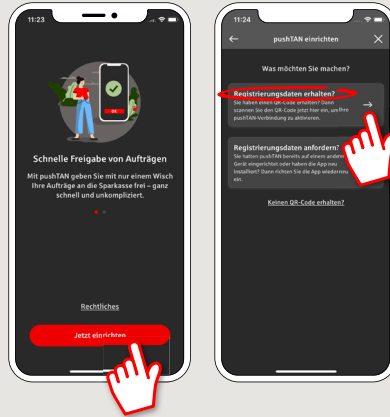 11:23
OK
Schnelle Freigabe von Aufträgen
Mit pushTAN geben Sie mit nur einem Wisch
Ihre Aufträge an die Sparkasse frei – ganz
schnell und unkompliziert.
Rechtliches
Jetzt einrichten
11:24
pushTAN einrichten
Was möchten Sie machen?
Registrierungsdaten erhalten?
Sie haben einen QR-Code erhalten? Dann
scannen Sie den QR-Code jetzt hier ein, um Ihre
pushTAN-Verbindung zu aktivieren.
Registrierungsdaten anfordern?
Sie hatten pushTAN bereits auf einem anderen
Gerät eingerichtet oder haben die App neu
installiert? Dann richten Sie die App wieder neu
ein.
Keinen QR-Code erhalten?